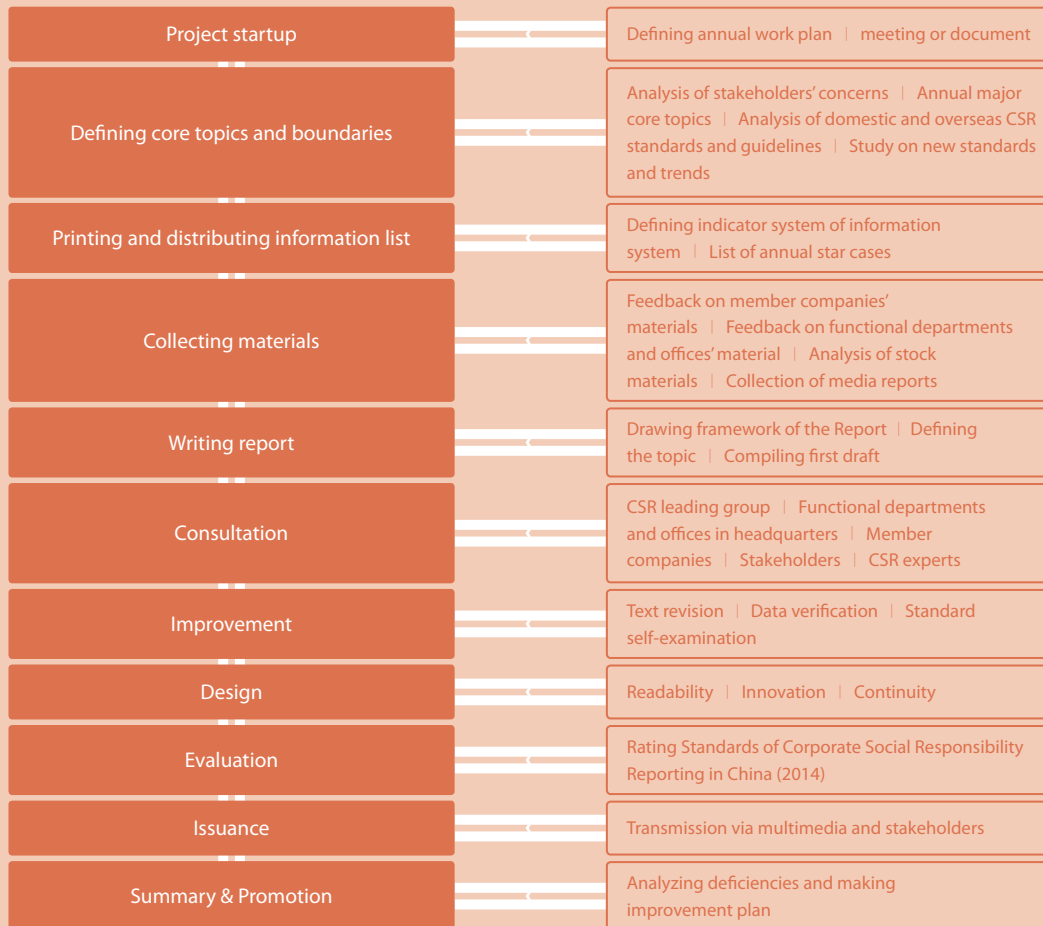 Project startup
Defining annual work plan | meeting or document
Defining core topics and boundaries
Analysis of stakeholders' concerns | Annual major
core topics | Analysis of domestic and overseas CSR
standards and guidelines | Study on new standards
and trends
Printing and distributing information list
Defining indicator system of information
system | List of annual star cases
Collecting materials
Feedback on member companies'
materials | Feedback on functional departments
and offices' material | Analysis of stock
materials | Collection of media reports
Writing report
Drawing framework of the Report | Defining
the topic | Compiling first draft
Consultation
CSR leading group | Functional departments
and offices in headquarters | Member
companies | Stakeholders | CSR experts
Improvement
Text revision | Data verification | Standard
self-examination
Design
Readability | Innovation | Continuity
Evaluation
Rating Standards of Corporate Social Responsibility
Reporting in China (2014)
Issuance
Transmission via multimedia and stakeholders
Summary & Promotion
Analyzing deficiencies and making
improvement plan